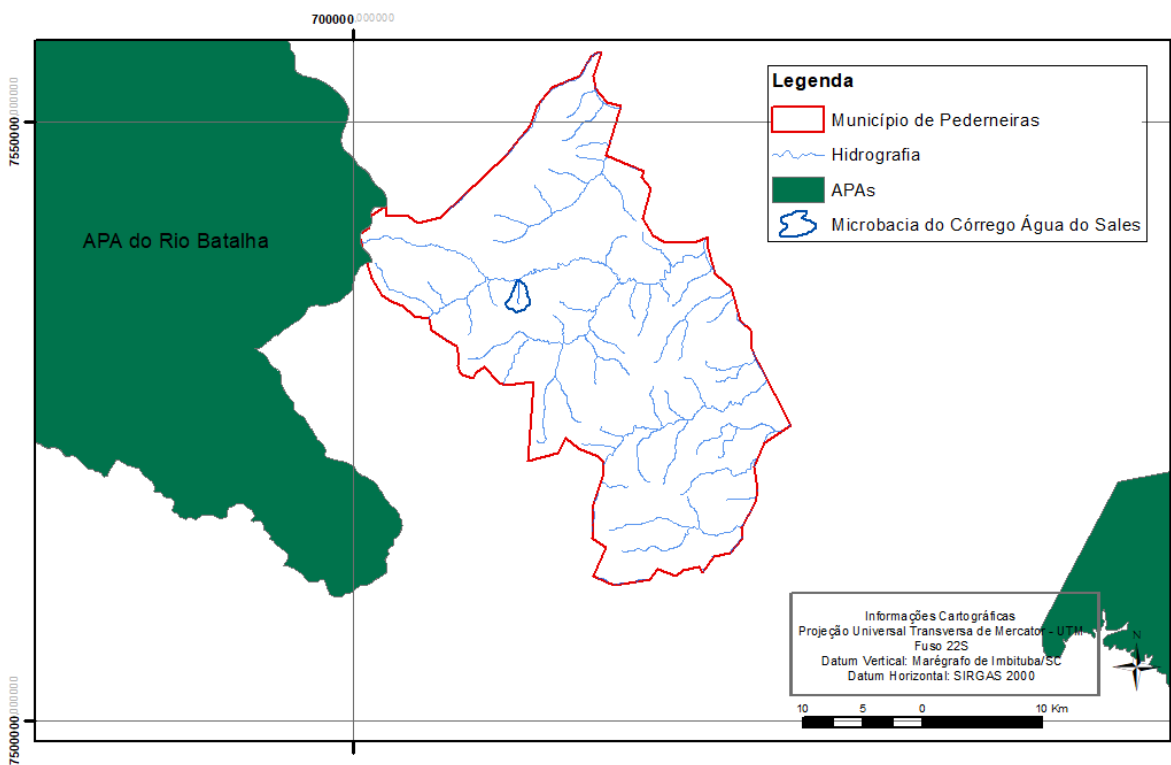 700000,000000
7550000,000000
7500000,000000
APA do Rio Batalha
Legenda
Município de Pederneiras
Hidrografia
APAs
Microbacia do Córrego Água do Sales
Informações Cartográficas
Projeção Universal Transversa de Mercator - UTM
Fuso 22S
Datum Vertical: Marégrafo de Imbituba/SC
Datum Horizontal: SIRGAS 2000
N
10 5 0 10 Km